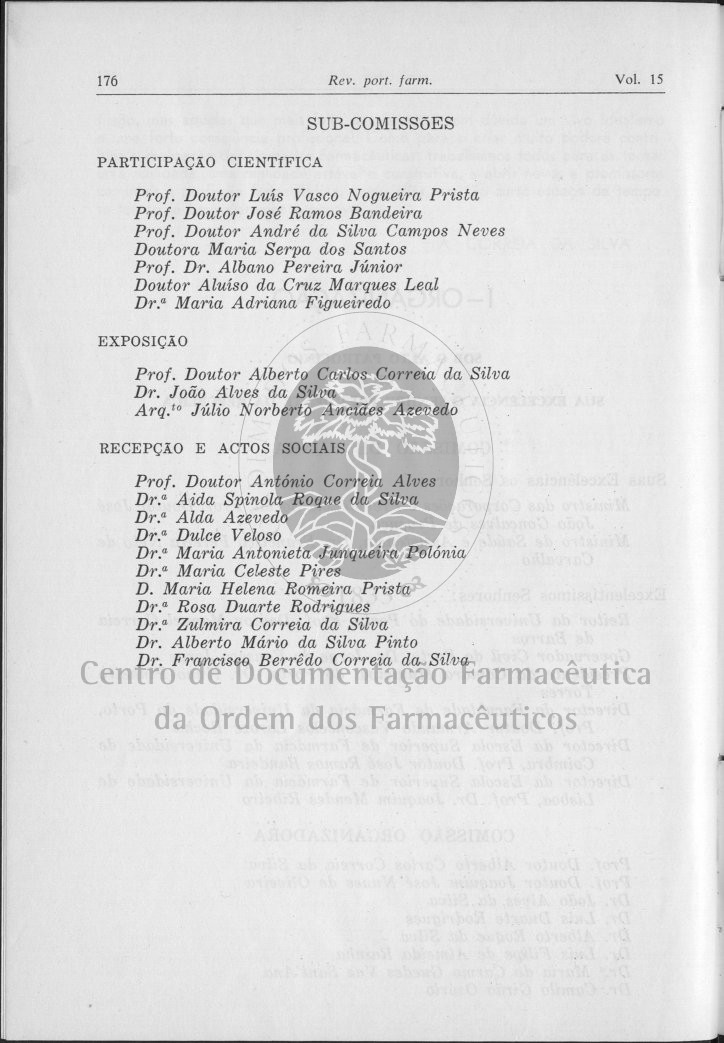 176 Rev. port. farm. Vol. 15
SUB-COMISSÕES
PARTICIPAÇÃO CIENTÍFICA
Prof. Doutor Luís Vasco Nogueira Prista
Prof. Doutor José Ramos Bandeira
Prof. Doutor André da Silva Campos Neves
Doutora Maria Serpa dos Santos
Prof. Dr. Albano Pereira Júnior
Doutor Aluíso da Cruz Marques Leal
Dr.ª Maria Adriana Figueiredo
EXPOSIÇÃO
Prof. Doutor Alberto Carlos Correia da Silva
Dr. João Alves da Silva
Arq.to Júlio Norberto Anciães Azevedo
RECEPÇÃO E ACTOS SOCIAIS
Prof. Doutor António Correia Alves
Dr.ª Aida Spinola Roque da Silva
Dr.ª Alda Azevedo
Dr.ª Dulce Veloso
Dr.ª Maria Antonieta Junqueira Polónia
Dr.ª Maria Celeste Pires
D. Maria Helena Romeira Prista
Dr.ª Rosa Duarte Rodrigues
Dr.ª Zulmira Correia da Silva
Dr. Alberto Mário da Silva Pinto
Dr. Francisco Berrêdo Correia da Silva
Centro de Documentação Farmacêutica
da Ordem dos Farmacêuticos